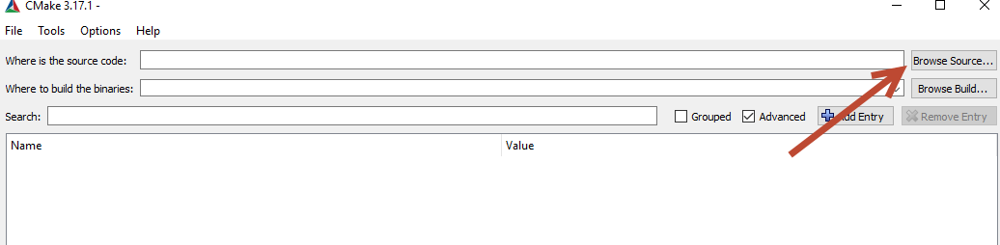 CMake 3.17.1 -
File Tools Options Help
Where is the source code: Browse Source...
Where to build the binaries: Browse Build...
Search: Grouped Advanced Add Entry Remove Entry
Name Value